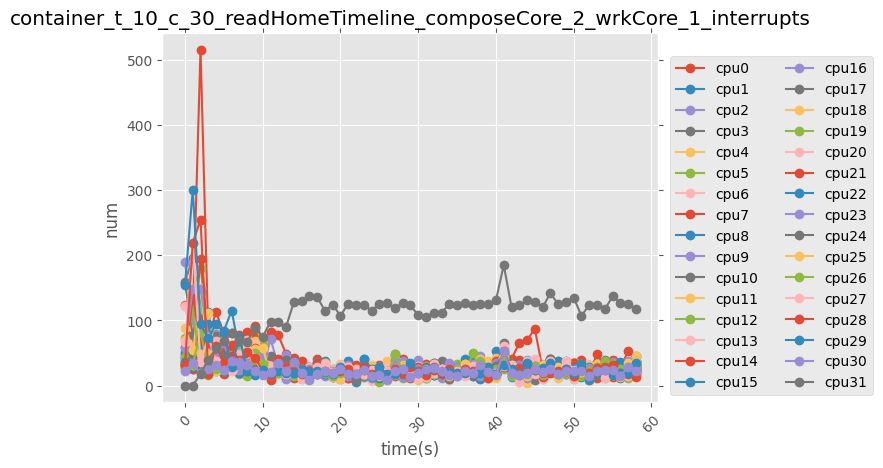 container_t_10_c_30_readHomeTimeline_composeCore_2_wrkCore_1_interrupts
500
400
300
200
100
0
num
0
10
20
30
40
50
60
time(s)
cpu0
cpu1
cpu2
cpu3
cpu4
cpu5
cpu6
cpu7
cpu8
cpu9
cpu10
cpu11
cpu12
cpu13
cpu14
cpu15
cpu16
cpu17
cpu18
cpu19
cpu20
cpu21
cpu22
cpu23
cpu24
cpu25
cpu26
cpu27
cpu28
cpu29
cpu30
cpu31